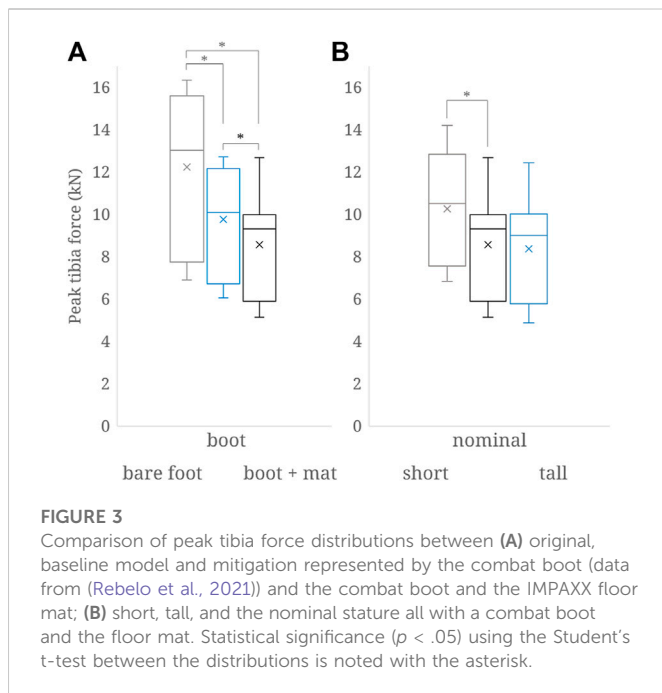 A
B
*
*
*
*
Peak tibia force (kN)
16
14
12
10
8
6
4
2
0
16
14
12
10
8
6
4
2
0
boot
nominal
bare foot boot + mat
short tall
FIGURE 3
Comparison of peak tibia force distributions between (A) original,
baseline model and mitigation represented by the combat boot (data
from (Rebelo et al., 2021)) and the combat boot and the IMPAXX floor
mat; (B) short, tall, and the nominal stature all with a combat boot
and the floor mat. Statistical significance (p < .05) using the Student's
t-test between the distributions is noted with the asterisk.